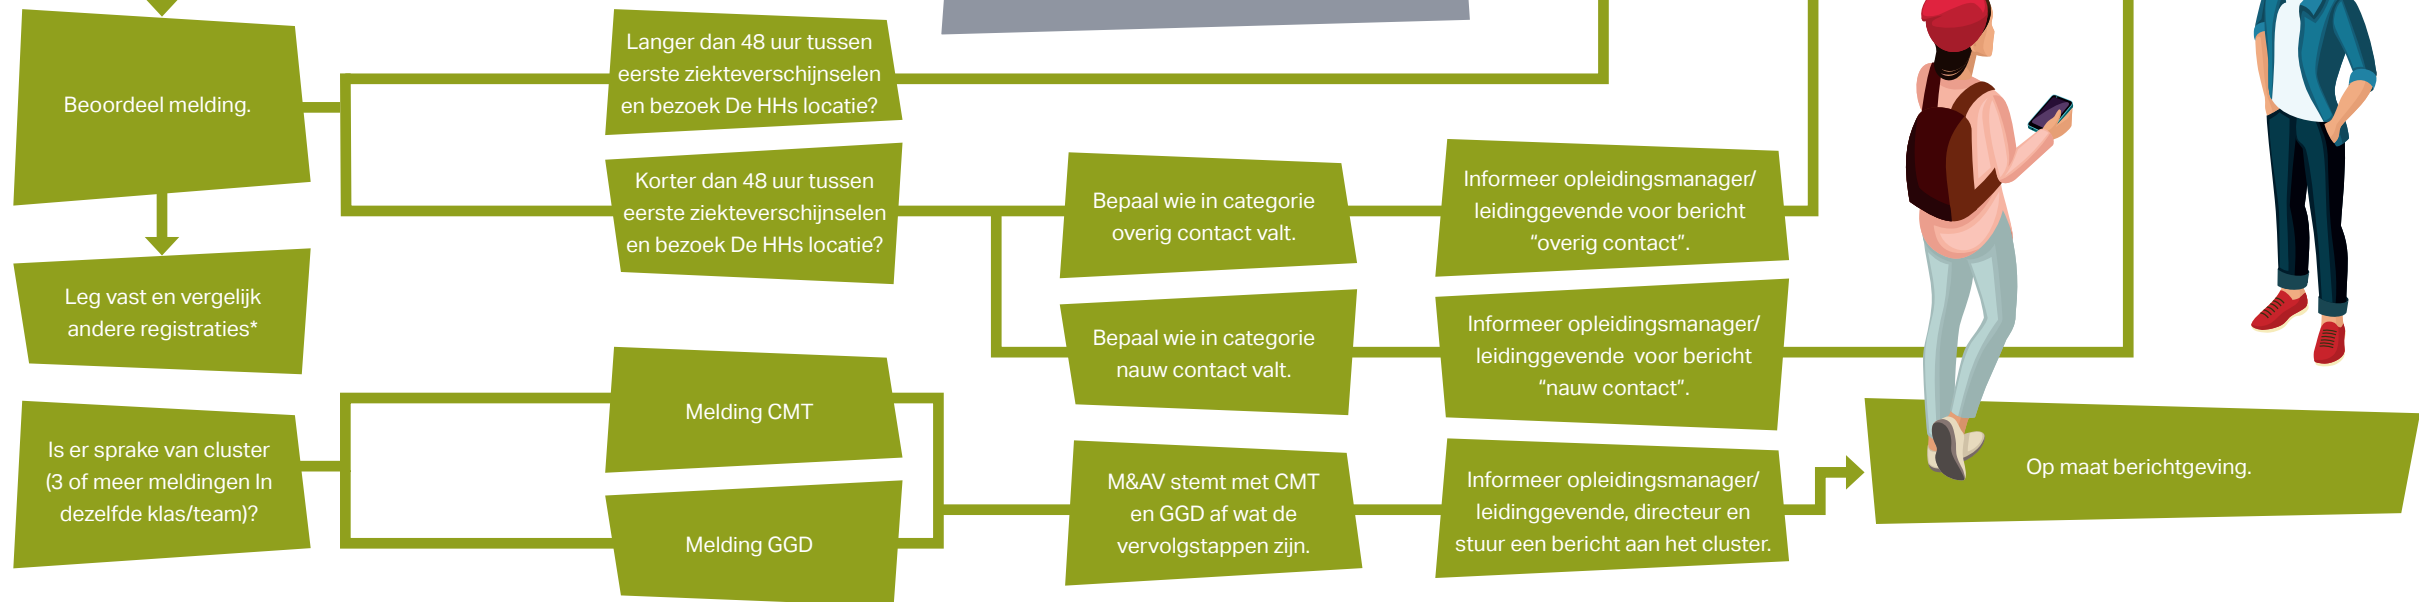 Beoordeel melding.
Langer dan 48 uur tussen
eerste ziekteverschijnselen
en bezoek De HHs locatie?
Korter dan 48 uur tussen
eerste ziekteverschijnselen
en bezoek De HHs locatie?
Bepaal wie in categorie
overig contact valt.
Informeer opleidingsmanager/
leidinggevende voor bericht
“overig contact”.
Leg vast en vergelijk
andere registraties*
Bepaal wie in categorie
nauw contact valt.
Informeer opleidingsmanager/
leidinggevende voor bericht
“nauw contact”.
Is er sprake van cluster
(3 of meer meldingen In
dezelfde klas/team)?
Melding CMT
Melding GGD
M&AV stemt met CMT
en GGD af wat de
vervolgstappen zijn.
Informeer opleidingsmanager/
leidinggevende, directeur en
stuur een bericht aan het cluster.
Op maat berichtgeving.